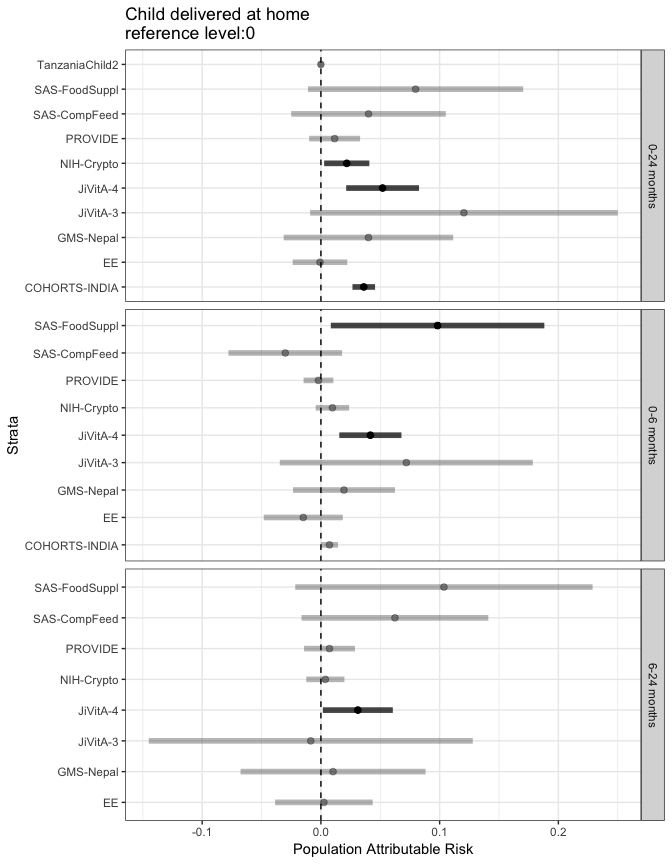 Child delivered at home
reference level:0
Strata
TanzaniaChild2
SAS-FoodSuppl
SAS-CompFeed
PROVIDE
NIH-Crypto
JiVitA-4
JiVitA-3
GMS-Nepal
EE
COHORTS-INDIA
0-24 months
SAS-FoodSuppl
SAS-CompFeed
PROVIDE
NIH-Crypto
JiVitA-4
JiVitA-3
GMS-Nepal
EE
COHORTS-INDIA
0-6 months
SAS-FoodSuppl
SAS-CompFeed
PROVIDE
NIH-Crypto
JiVitA-4
JiVitA-3
GMS-Nepal
EE
6-24 months
-0.1 0.0 0.1 0.2
Population Attributable Risk